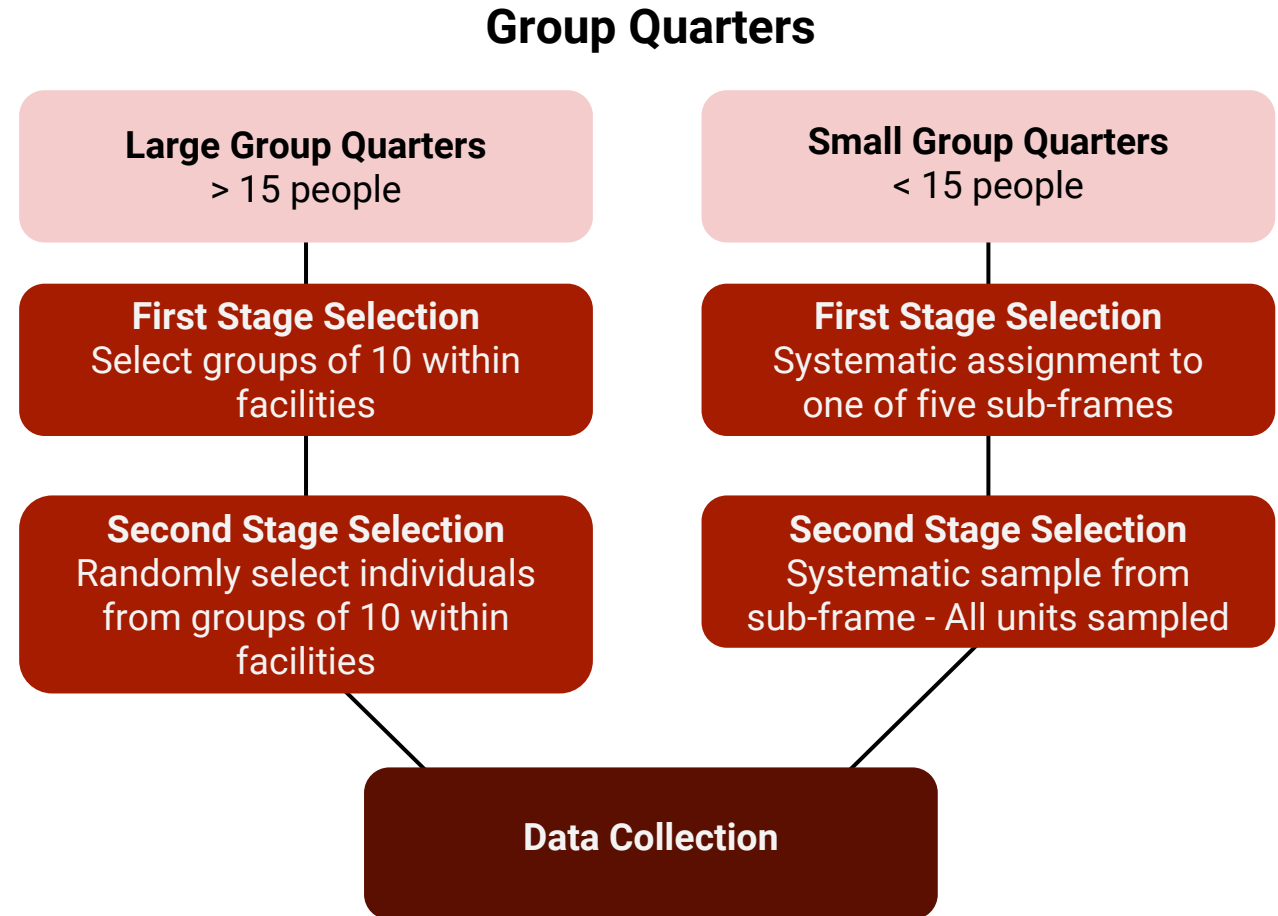 Group Quarters
Large Group Quarters
> 15 people
First Stage Selection
Select groups of 10 within
facilities
Second Stage Selection
Randomly select individuals
from groups of 10 within
facilities
Small Group Quarters
< 15 people
First Stage Selection
Systematic assignment to
one of five sub-frames
Second Stage Selection
Systematic sample from
sub-frame - All units sampled
Data Collection